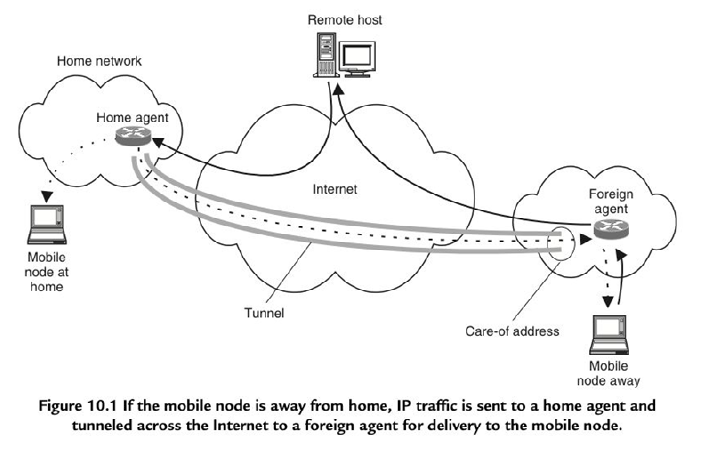 Remote host
Home network
Home agent
Internet
Foreign
agent
Mobile
node at
home
Tunnel
Care-of address
Mobile
node away
Figure 10.1 If the mobile node is away from home, IP traffic is sent to a home agent and
tunneled across the Internet to a foreign agent for delivery to the mobile node.